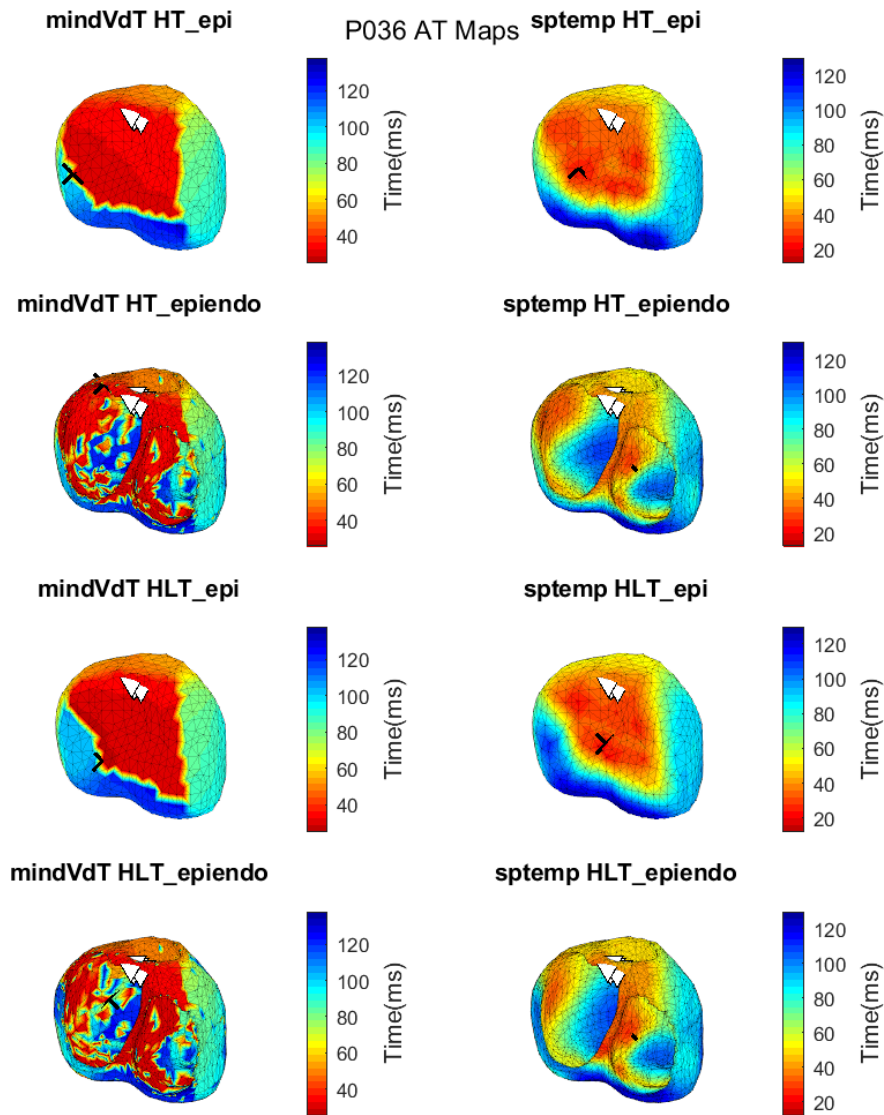 P036 AT Maps
mindVdT HT_epi
120
100
80
60
40
Time(ms)
sptemp HT_epi
120
100
80
60
40
20
Time(ms)
mindVdT HT_epiendo
120
100
80
60
40
Time(ms)
sptemp HT_epiendo
120
100
80
60
40
20
Time(ms)
mindVdT HLT_epi
120
100
80
60
40
Time(ms)
sptemp HLT_epi
120
100
80
60
40
20
Time(ms)
mindVdT HLT_epiendo
120
100
80
60
40
Time(ms)
sptemp HLT_epiendo
120
100
80
60
40
20
Time(ms)